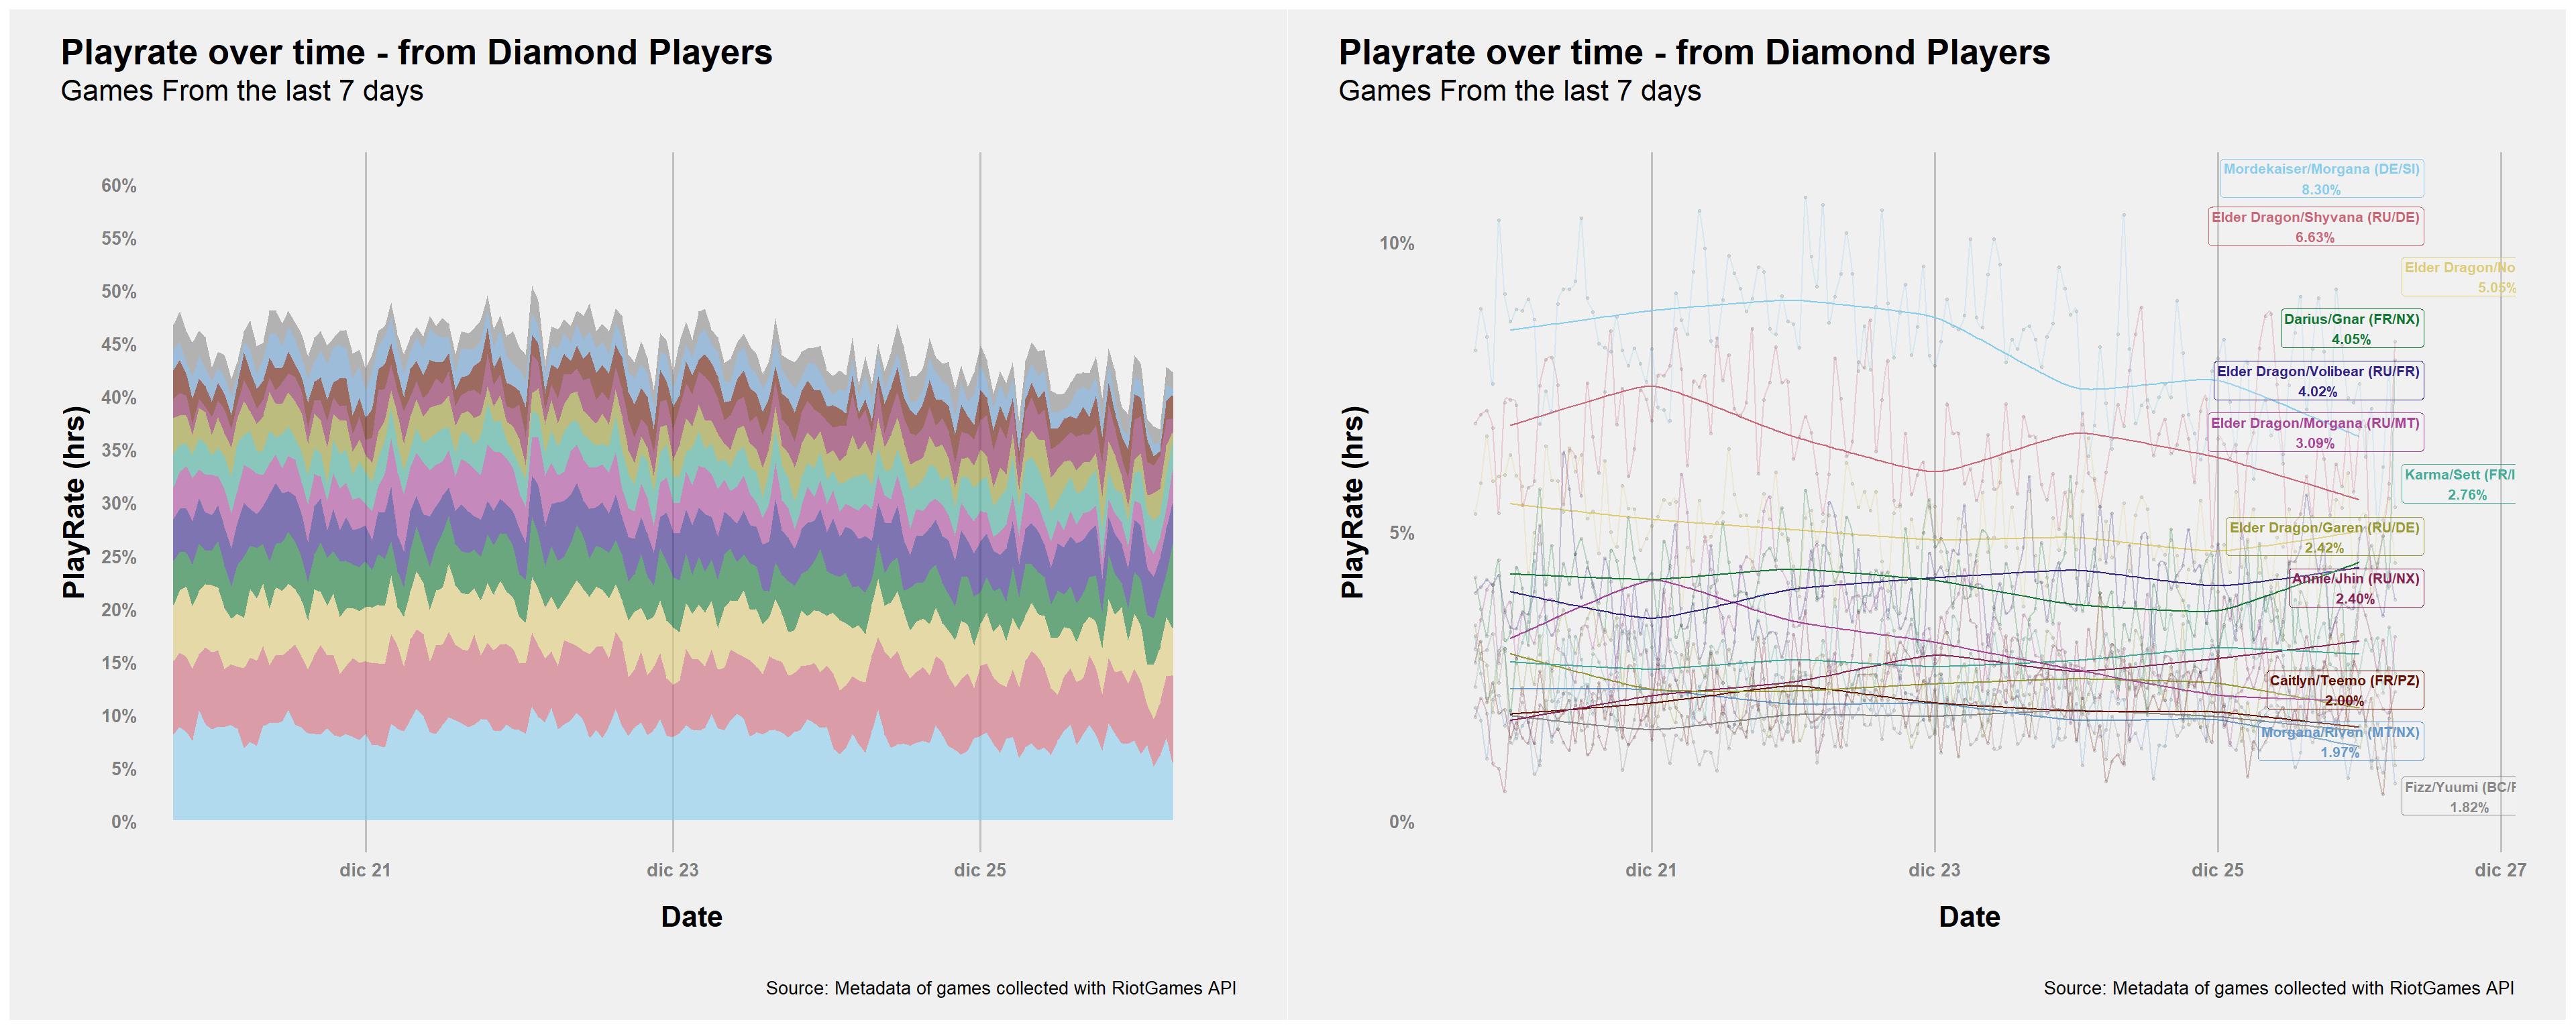 Playrate over time - from Diamond Players
Games From the last 7 days
60%
55%
50%
45%
40%
35%
30%
25%
20%
15%
10%
5%
0%
PlayRate (hrs)
dic 21
dic 23
dic 25
Date
Source: Metadata of games collected with RiotGames API
Playrate over time - from Diamond Players
Games From the last 7 days
10%
5%
0%
PlayRate (hrs)
Mordekaiser/Morgana (DE/SI)
8.30%
Elder Dragon/Shyvana (RU/DE)
6.63%
Elder Dragon/No
5.05%
Darius/Gnar (FR/NX)
4.05%
Elder Dragon/Volibear (RU/FR)
4.02%
Elder Dragon/Morgana (RU/MT)
3.09%
Karma/Sett (FR/
2.76%
Elder Dragon/Garen (RU/DE)
2.42%
Annie/Jhin (RU/NX)
2.40%
Caitlyn/Teemo (FR/PZ)
2.00%
Morgana/Riven (MT/NX)
1.97%
Fizz/Yuumi (BC/
1.82%
dic 21
dic 23
dic 25
dic 27
Date
Source: Metadata of games collected with RiotGames API